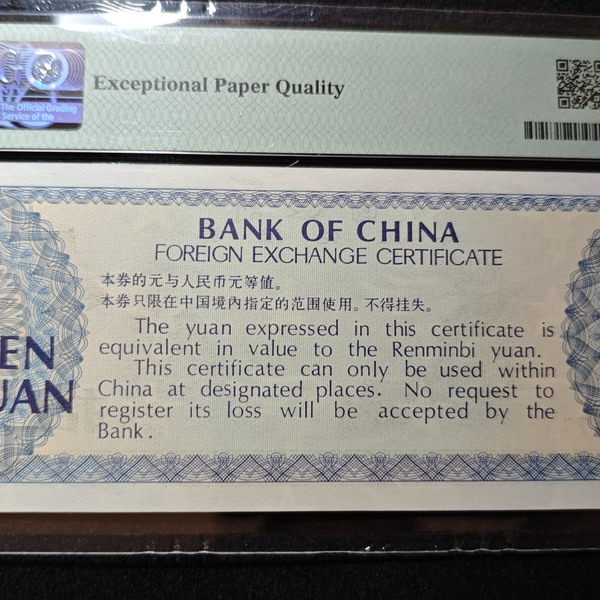 The Official Grading
Service of the
Exceptional Paper Quality
BANK OF CHINA
FOREIGN EXCHANGE CERTIFICATE
本券的元与人民币元等值。
本券只限在中国境内指定的范围使用。不得挂失。
The yuan expressed in this certificate is
equivalent in value to the Renminbi yuan.
This certificate can only be used within
China at designated places. No request to
register its loss will be accepted by the
Bank.
EN
UAN